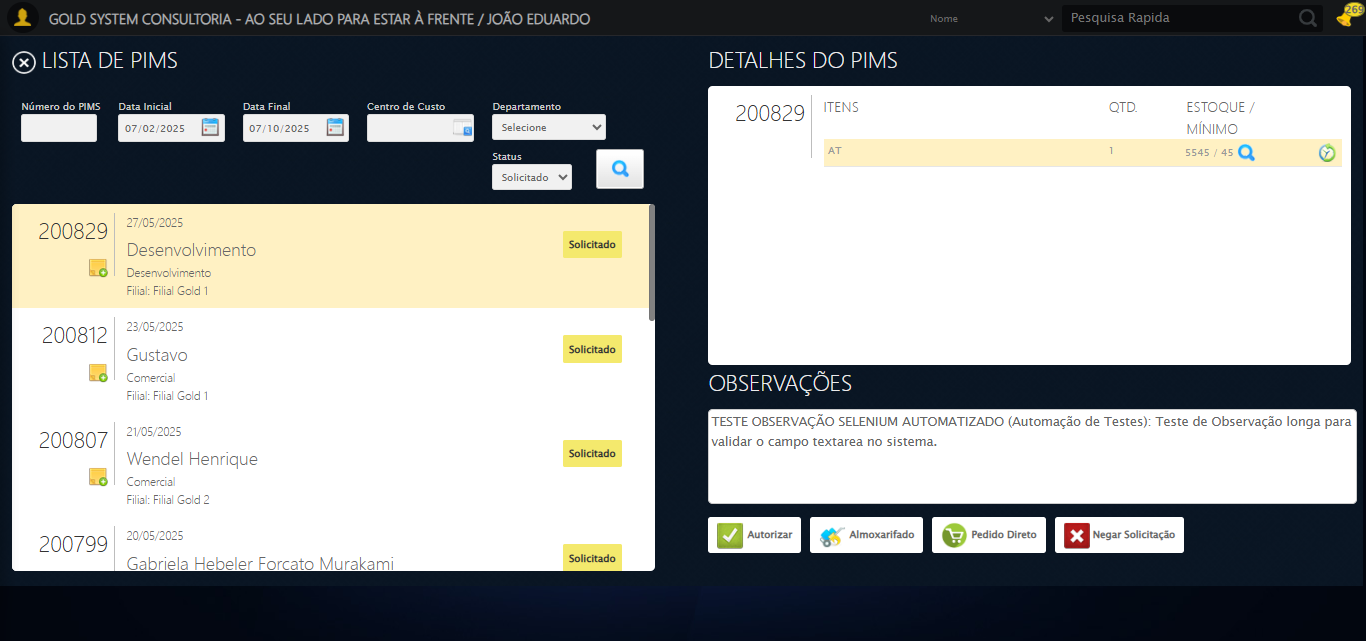 GOLD SYSTEM CONSULTORIA - AO SEU LADO PARA ESTAR À FRENTE / JOÃO EDUARDO
Nome
Pesquisa Rapida
269
LISTA DE PIMS
Número do PIMS
Data Inicial
Data Final
Centro de Custo
Departamento
07/02/2025
07/10/2025
Selecione
Status
Solicitado
200829
27/05/2025
Desenvolvimento
Desenvolvimento
Filial: Filial Gold 1
Solicitado
200812
23/05/2025
Gustavo
Comercial
Filial: Filial Gold 1
Solicitado
200807
21/05/2025
Wendel Henrique
Comercial
Filial: Filial Gold 2
Solicitado
200799
20/05/2025
Gabriela Hebeler Forcato Murakami
Solicitado
DETALHES DO PIMS
200829
ITENS
QTD.
ESTOQUE /
MÍNIMO
AT
1
5545 / 45
OBSERVAÇÕES
TESTE OBSERVAÇÃO SELENIUM AUTOMATIZADO (Automação de Testes): Teste de Observação longa para
validar o campo textarea no sistema.
Autorizar
Almoxarifado
Pedido Direto
Negar Solicitação